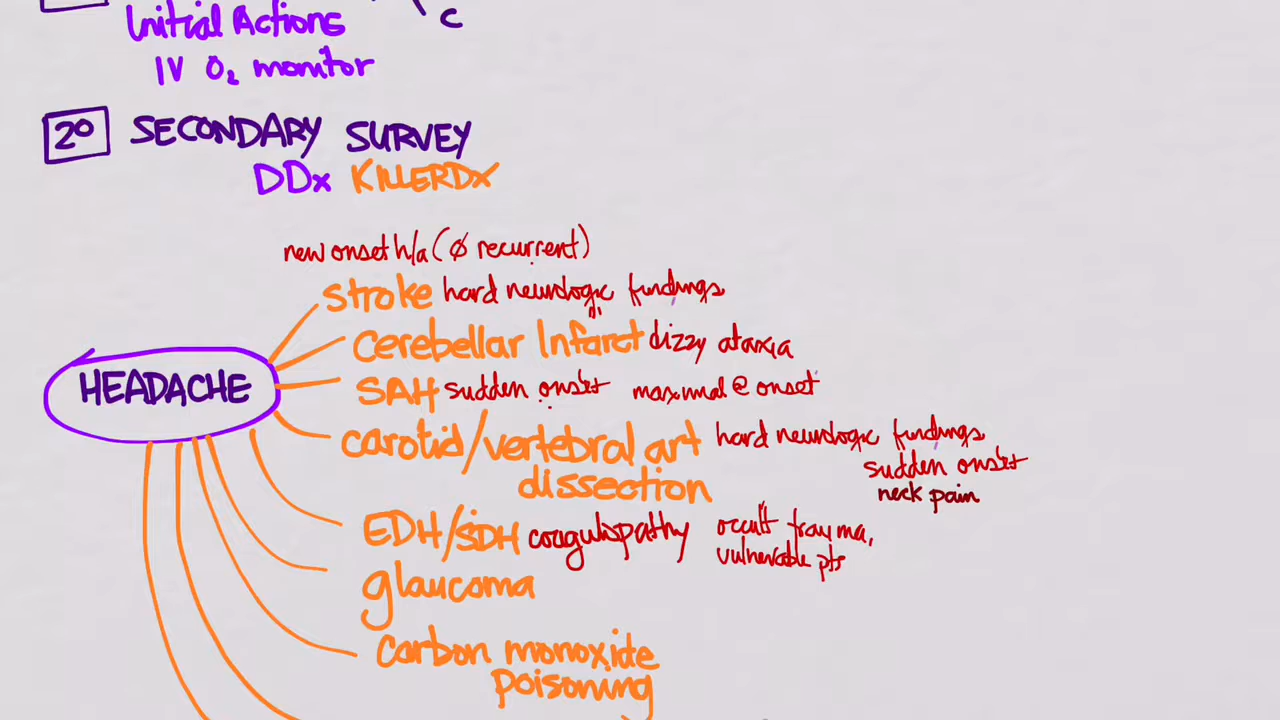 C
Initial Actions
IV O₂ monitor
2° SECONDARY SURVEY
DDx KILLERDX
new onset h/a (Ø recurrent)
stroke hard neurologic findings
cerebellar Infarct dizzy ataxia
SAH sudden onset maximal @ onset
HEADACHE
carotid/vertebral art hard neurologic findings
dissection sudden onset
neck pain
EDH/SDH coagulopathy occult trauma,
vulnerable pts
glaucoma
carbon monoxide
poisoning